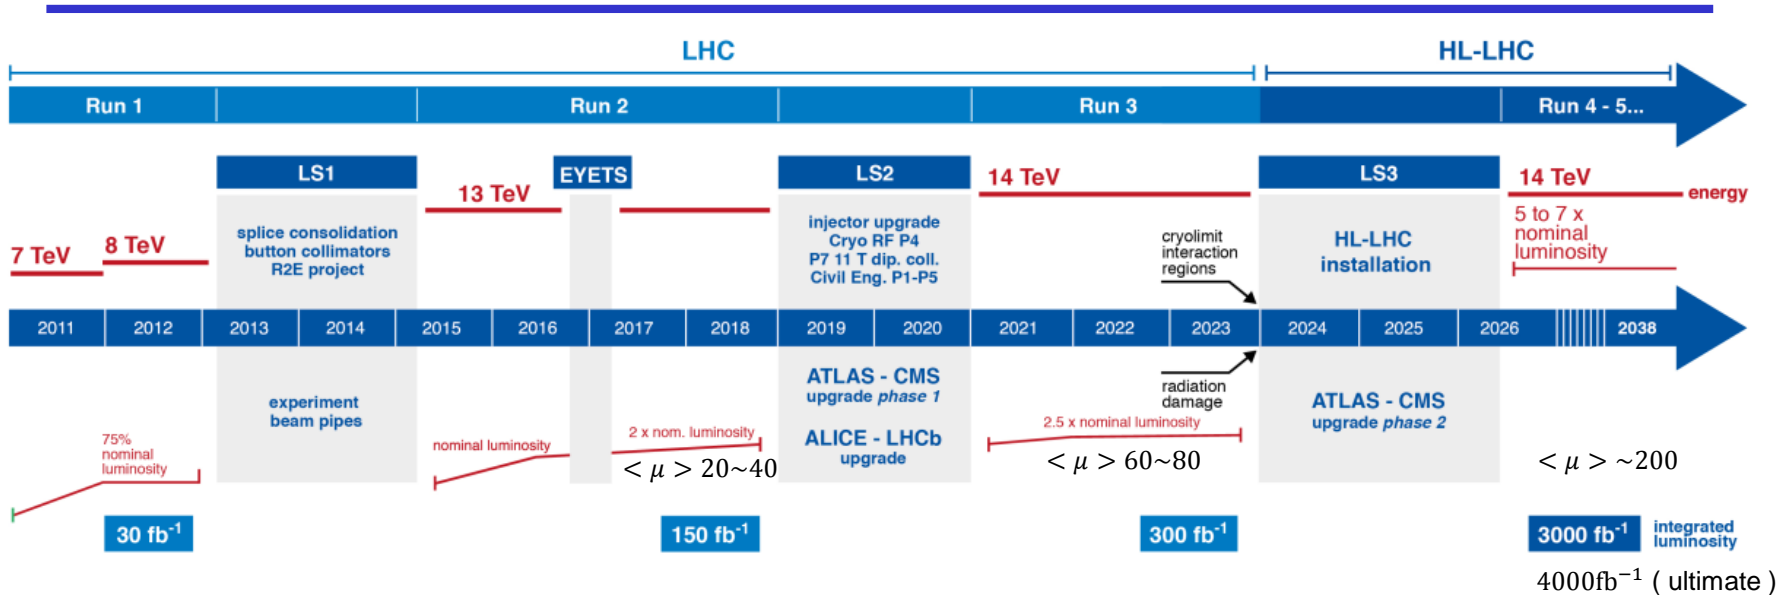 LHC
HL-LHC
Run 1
Run 2
Run 3
Run 4 - 5...
LS1
EYETS
LS2
LS3
13 TeV
14 TeV
14 TeV
energy
7 TeV
8 TeV
splice consolidation
button collimators
R2E project
injector upgrade
Cryo RF P4
P7 11 T dip. coll.
Civil Eng. P1-P5
cryolimit
interaction
regions
HL-LHC
installation
5 to 7 x
nominal
luminosity
2011
2012
2013
2014
2015
2016
2017
2018
2019
2020
2021
2022
2023
2024
2025
2026
2038
experiment
beam pipes
ATLAS - CMS
upgrade phase 1
ALICE - LHCb
upgrade
radiation
damage
ATLAS - CMS
upgrade phase 2
75%
nominal
luminosity
nominal luminosity
2 x nom. luminosity
2.5 x nominal luminosity
< μ > 20~40
< μ > 60~80
< μ > ~200
30 fb⁻¹
150 fb⁻¹
300 fb⁻¹
3000 fb⁻¹
integrated
luminosity
4000fb⁻¹ ( ultimate )